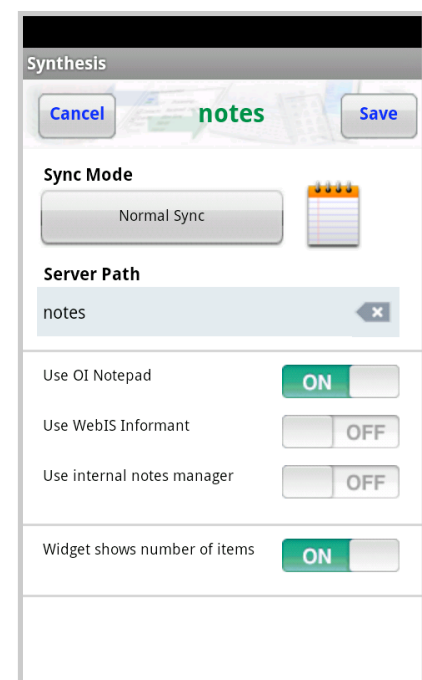 Synthesis
Cancel notes Save
Sync Mode
Normal Sync
Server Path
notes
Use OI Notepad ON
Use WebIS Informant OFF
Use internal notes manager OFF
Widget shows number of items ON